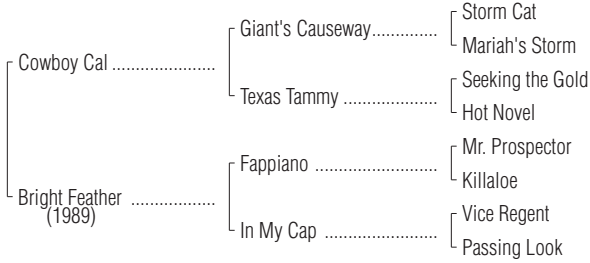 Storm Cat
Giant's Causeway..............
Mariah's Storm
Cowboy Cal ......................
Seeking the Gold
Texas Tammy ....................
Hot Novel
Mr. Prospector
Fappiano ..........................
Killaloe
Bright Feather ..................
(1989)
Vice Regent
In My Cap ........................
Passing Look